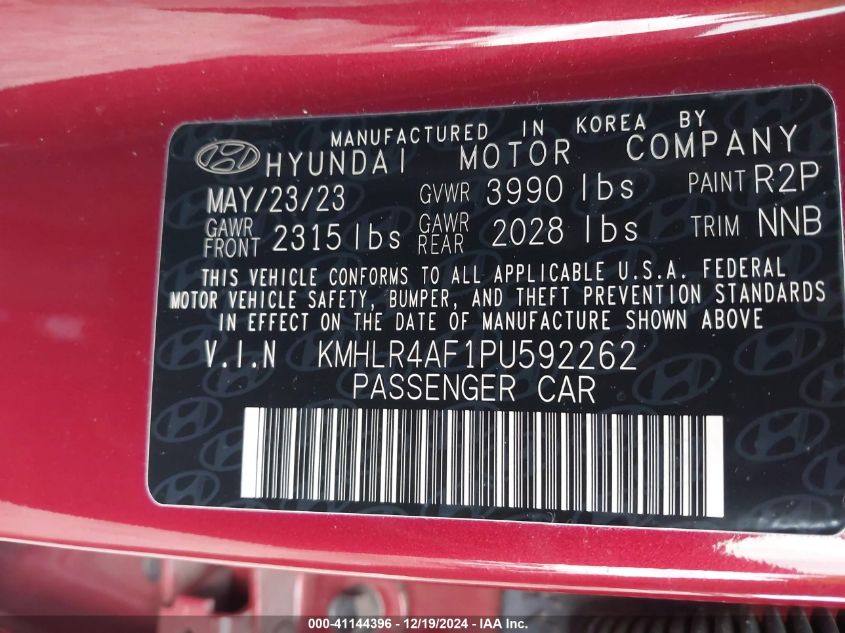 MANUFACTURED IN KOREA BY
HYUNDAI MOTOR COMPANY
MAY/23/23 GVWR 3990 lbs PAINT R2P
GAWR FRONT 2315 lbs GAWR REAR 2028 lbs TRIM NNB
THIS VEHICLE CONFORMS TO ALL APPLICABLE U.S.A. FEDERAL
MOTOR VEHICLE SAFETY, BUMPER, AND THEFT PREVENTION STANDARDS
IN EFFECT ON THE DATE OF MANUFACTURE SHOWN ABOVE
V.I.N KMHLR4AF1PU592262
PASSENGER CAR
000-41144396 - 12/19/2024 - IAA Inc.